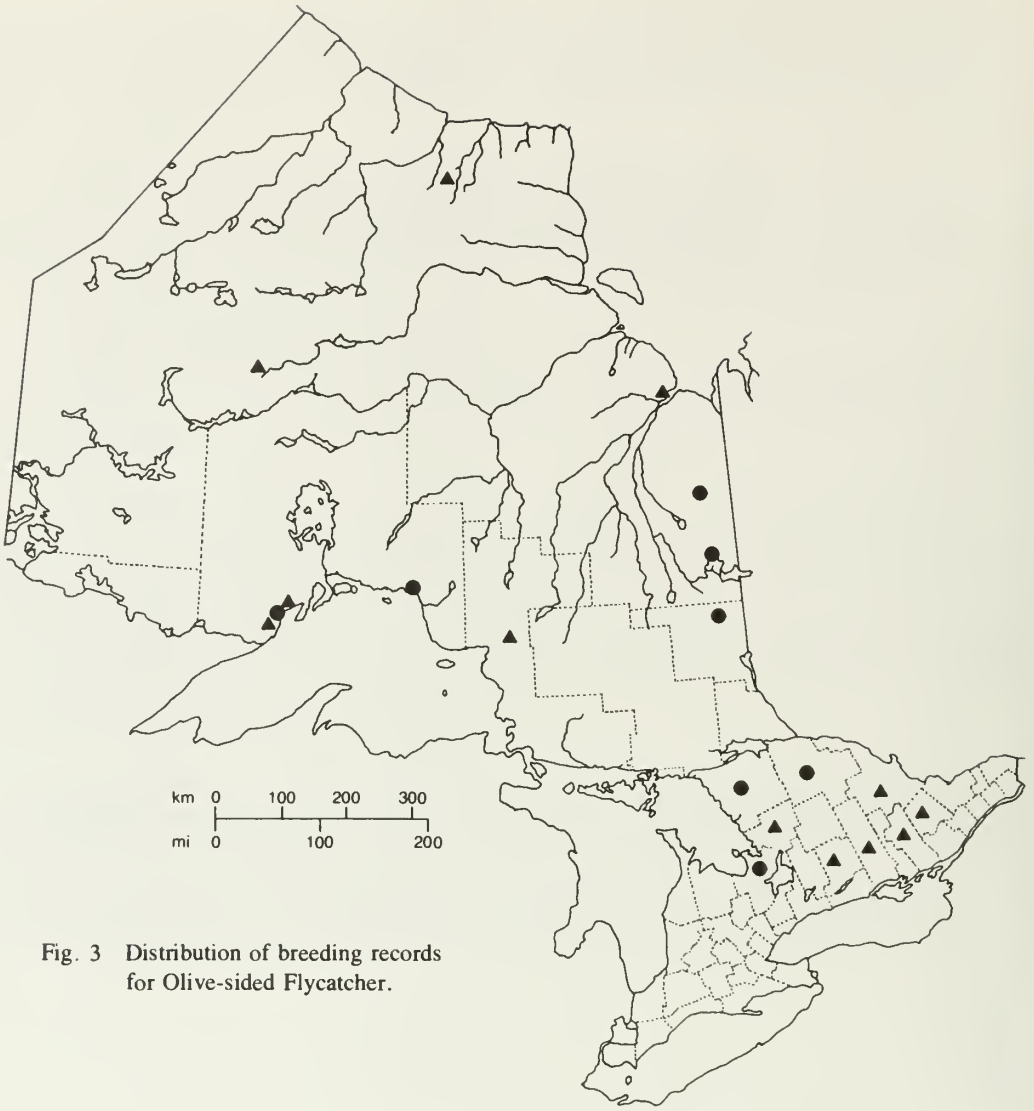 km 0 100 200 300
mi 0 100 200
Fig. 3 Distribution of breeding records
for Olive-sided Flycatcher.